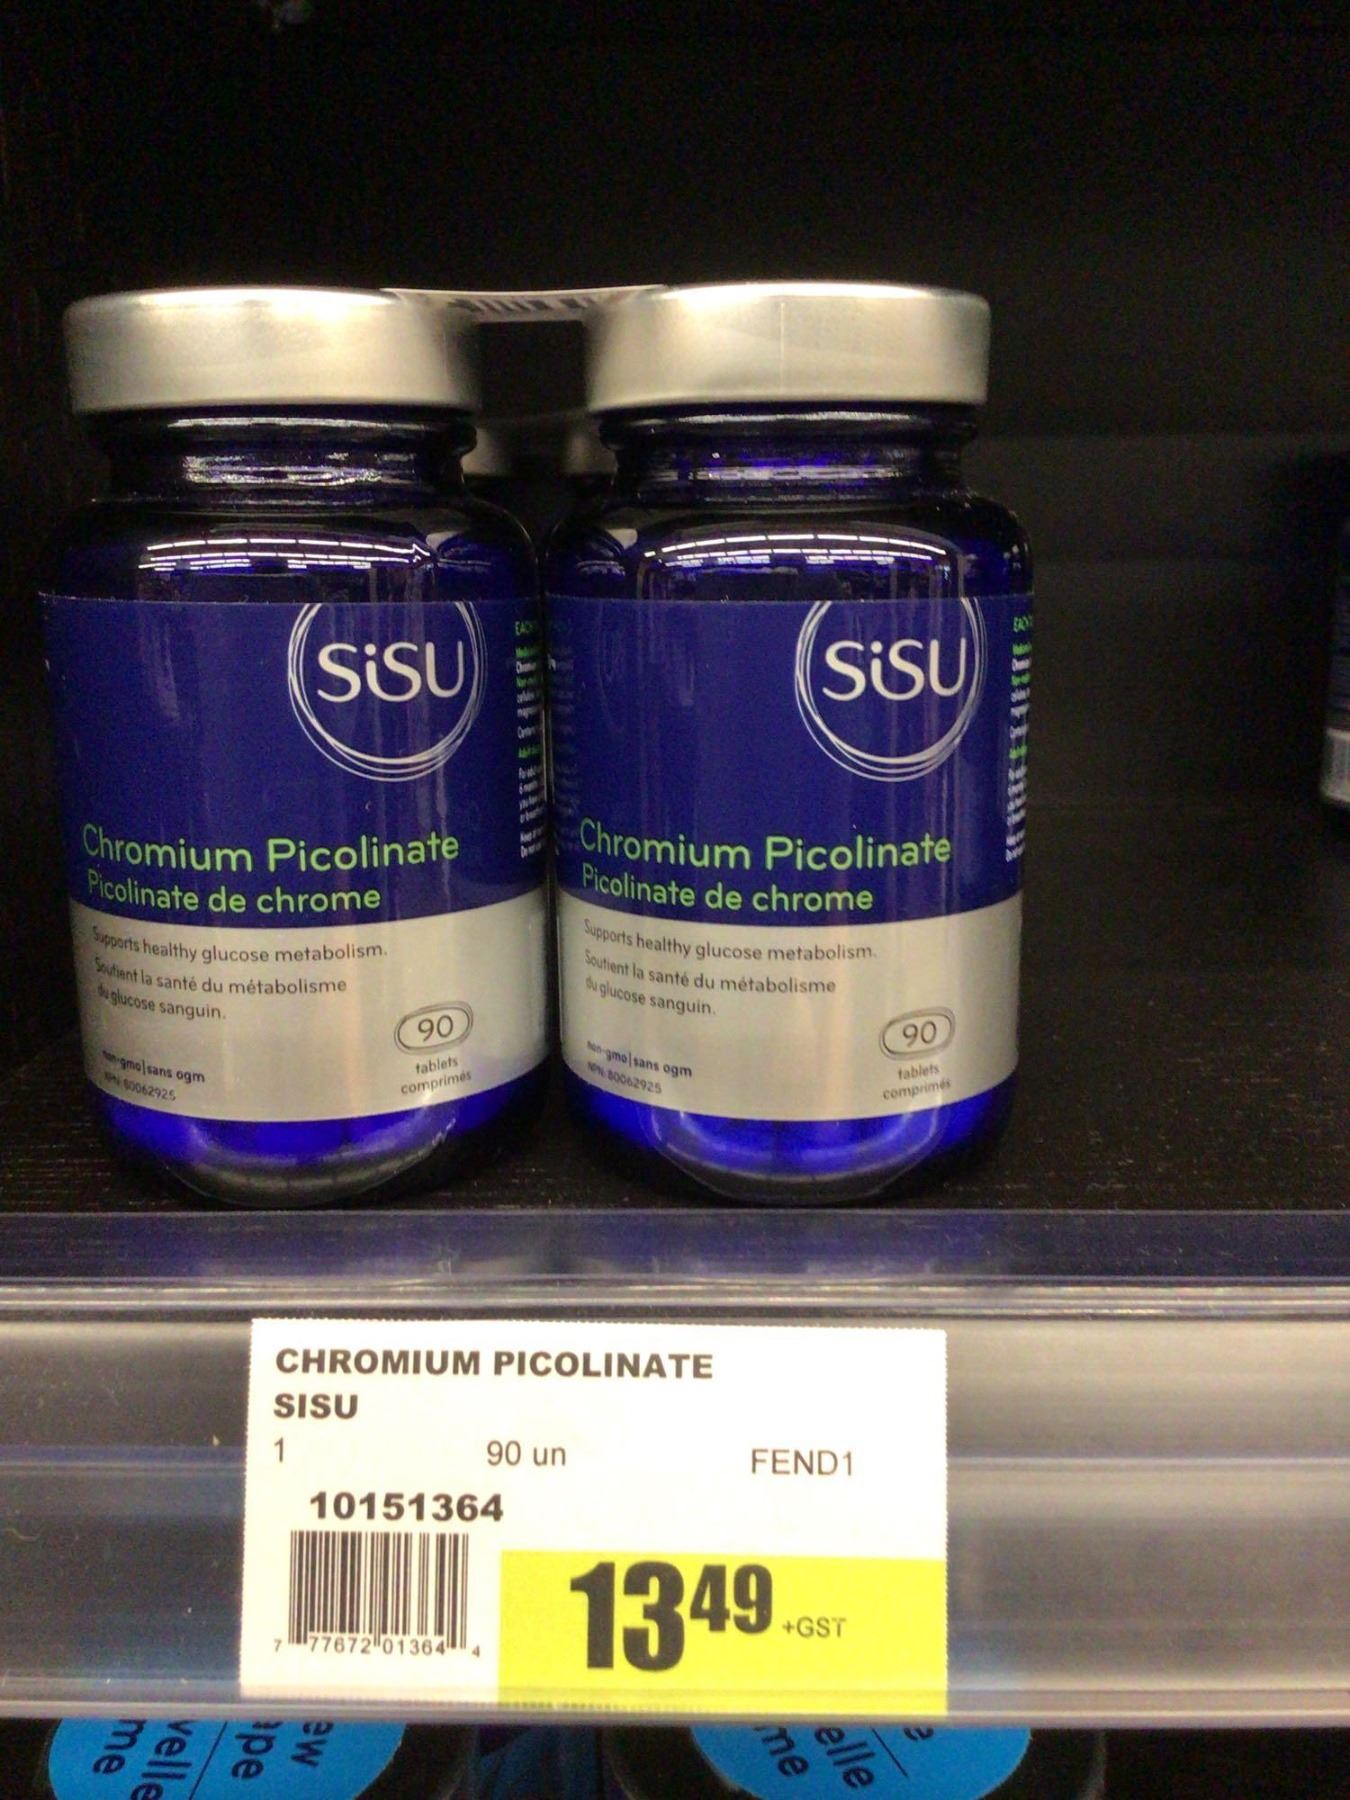 SiSU
Chromium Picolinate
Picolinate de chrome
Supports healthy glucose metabolism.
Soutient la santé du métabolisme
du glucose sanguin.
90
tablets
comprimés
non-gmo|sans ogm
NPN: 80062925
SiSU
Chromium Picolinate
Picolinate de chrome
Supports healthy glucose metabolism.
Soutient la santé du métabolisme
du glucose sanguin.
90
tablets
comprimés
non-gmo|sans ogm
NPN: 80062925
CHROMIUM PICOLINATE
SISU
1 90 un FEND1
10151364
7 77672 01364 4
13 49 +GST